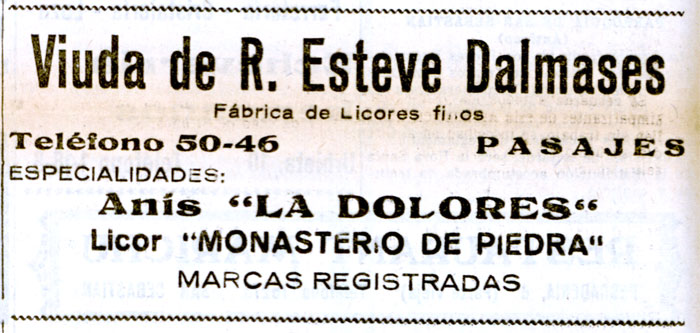 Viuda de R. Esteve Dalmases
Fábrica de Licores finos
Teléfono 50-46 PASAJES
ESPECIALIDADES:
Anís "LA DOLORES"
Licor "MONASTERIO DE PIEDRA"
MARCAS REGISTRADAS